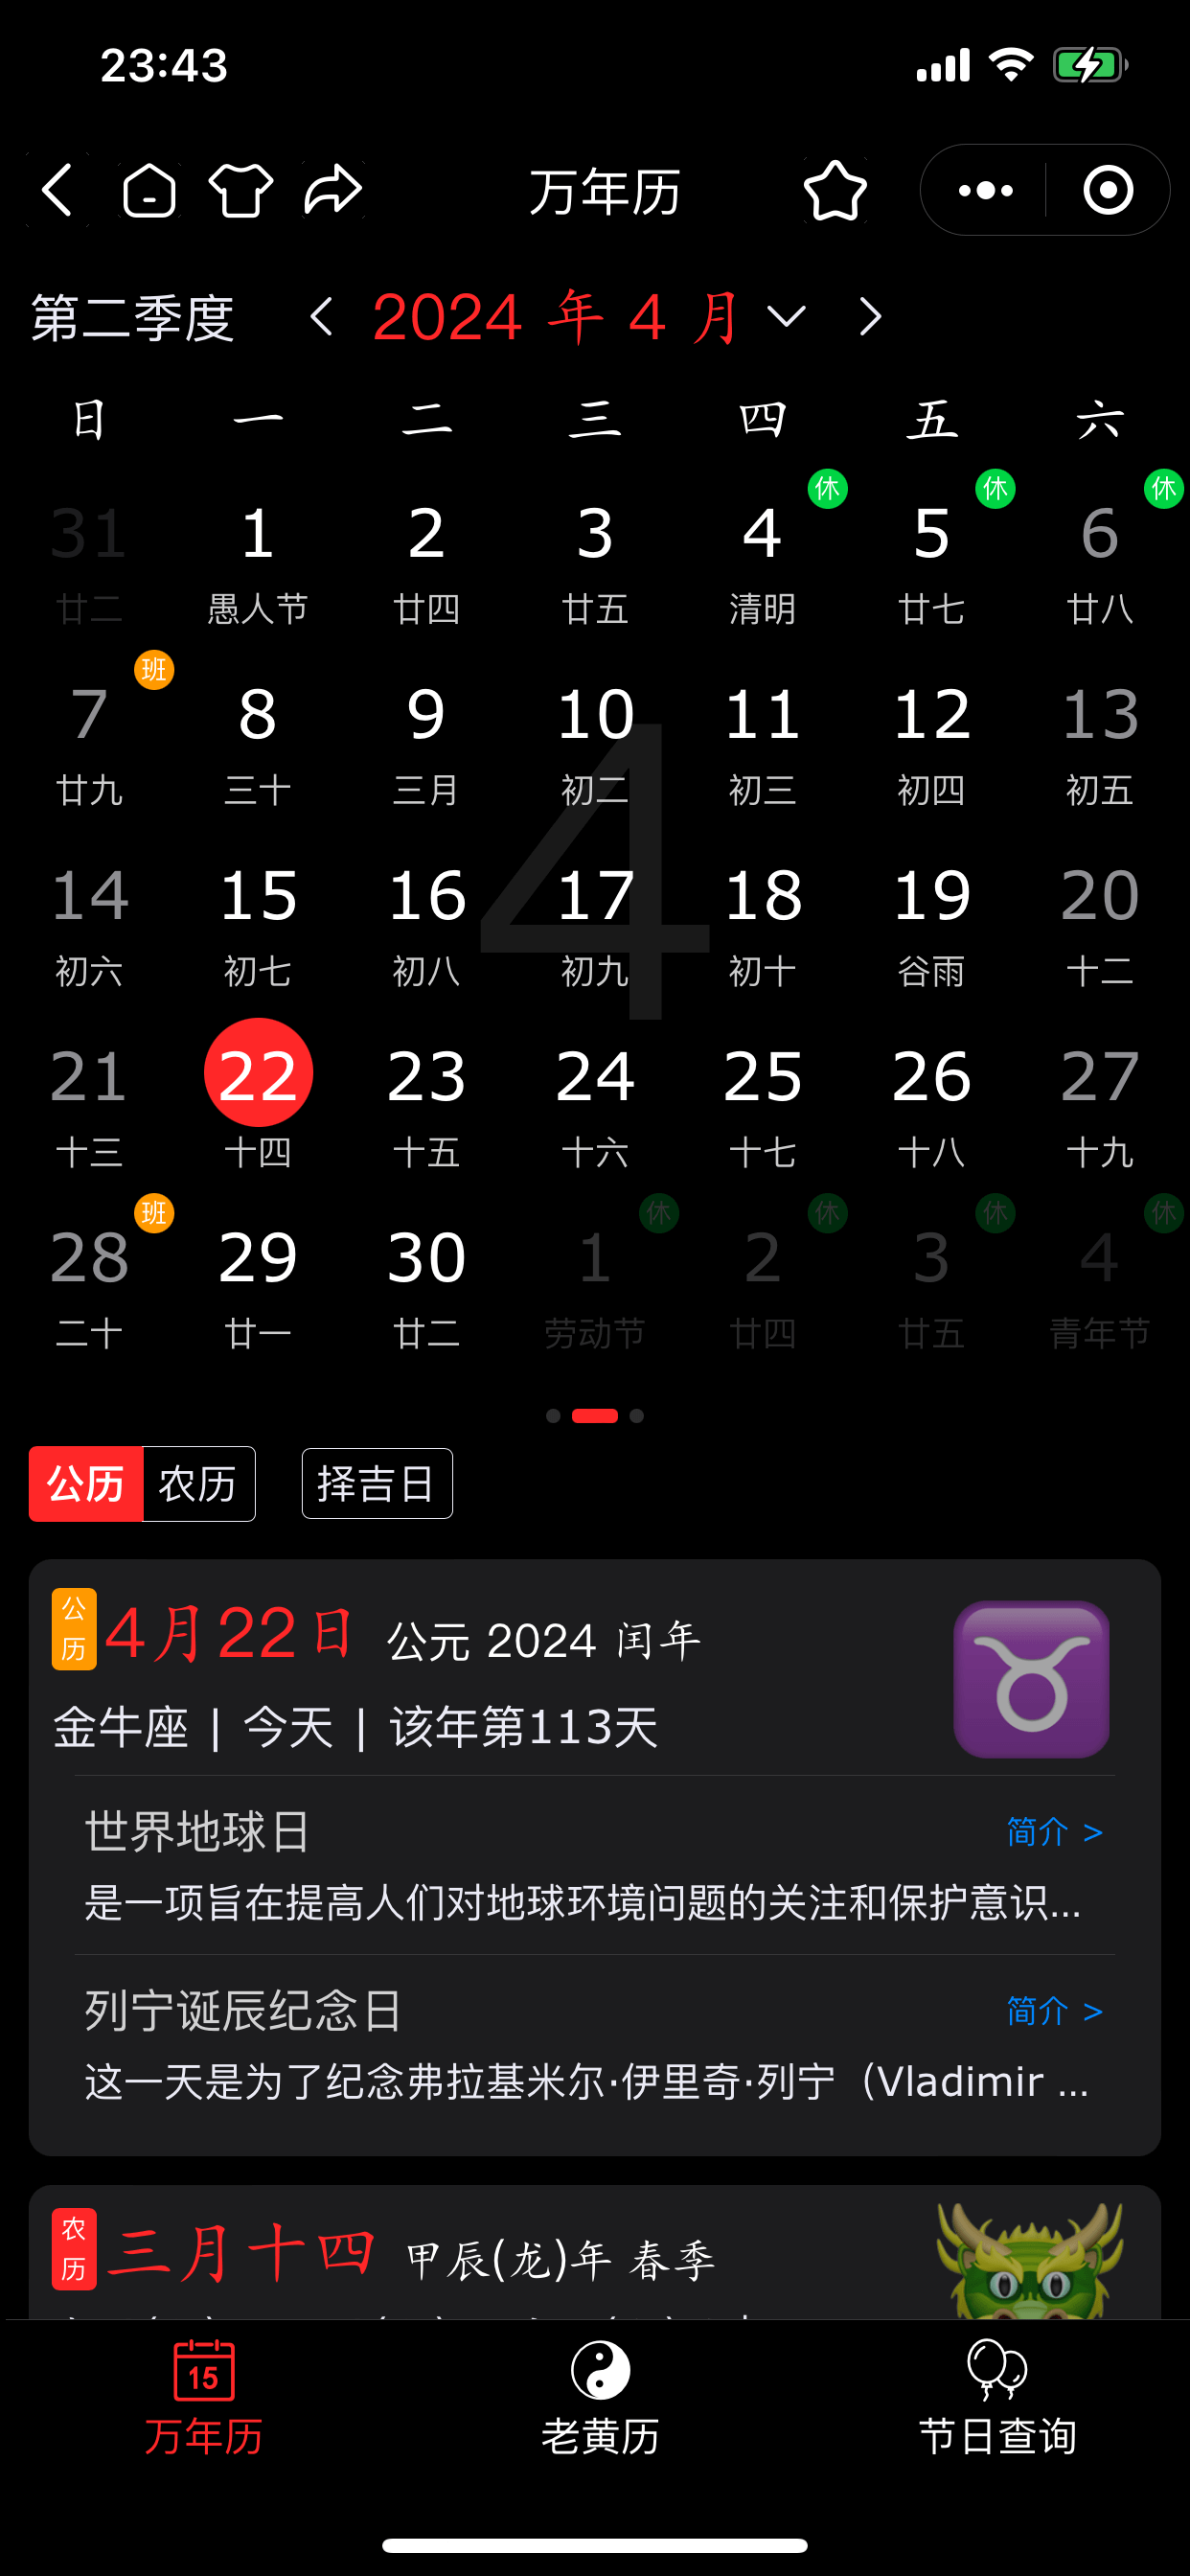 23:43
万年历
第二季度 2024 年 4 月
日 一 二 三 四 五 六
休 休 休
31 1 2 3 4 5 6
廿二 愚人节 廿四 廿五 清明 廿七 廿八
班
7 8 9 10 11 12 13
廿九 三十 三月 初二 初三 初四 初五
4
14 15 16 17 18 19 20
初六 初七 初八 初九 初十 谷雨 十二
21 22 23 24 25 26 27
十三 十四 十五 十六 十七 十八 十九
班 休 休 休 休
28 29 30 1 2 3 4
二十 廿一 廿二 劳动节 廿四 廿五 青年节
公历 农历 择吉日
公历 4月22日 公元 2024 闰年
金牛座 | 今天 | 该年第113天
世界地球日 简介 >
是一项旨在提高人们对地球环境问题的关注和保护意识...
列宁诞辰纪念日 简介 >
这一天是为了纪念弗拉基米尔·伊里奇·列宁（Vladimir ...
农历 三月十四 甲辰(龙)年 春季
15
万年历 老黄历 节日查询